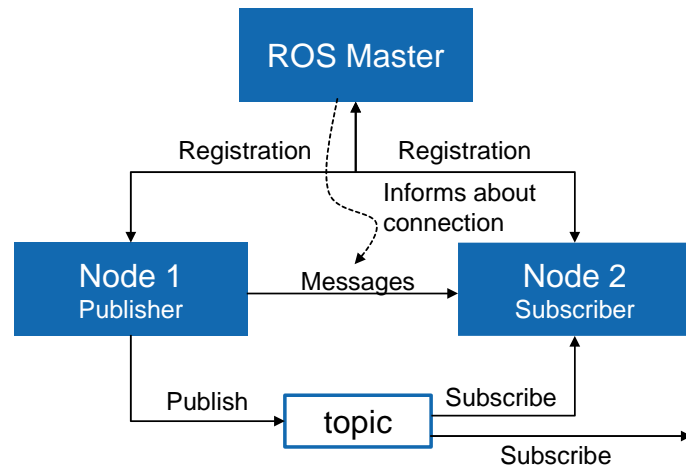 ROS Master
Registration
Registration
Informs about
connection
Node 1
Publisher
Messages
Node 2
Subscriber
Publish
topic
Subscribe
Subscribe